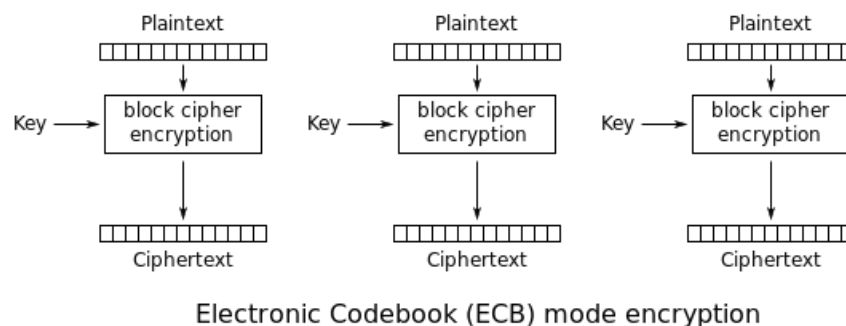 Plaintext Plaintext Plaintext
block cipher block cipher block cipher
Key Key Key
encryption encryption encryption
Ciphertext Ciphertext Ciphertext
Electronic Codebook (ECB) mode encryption